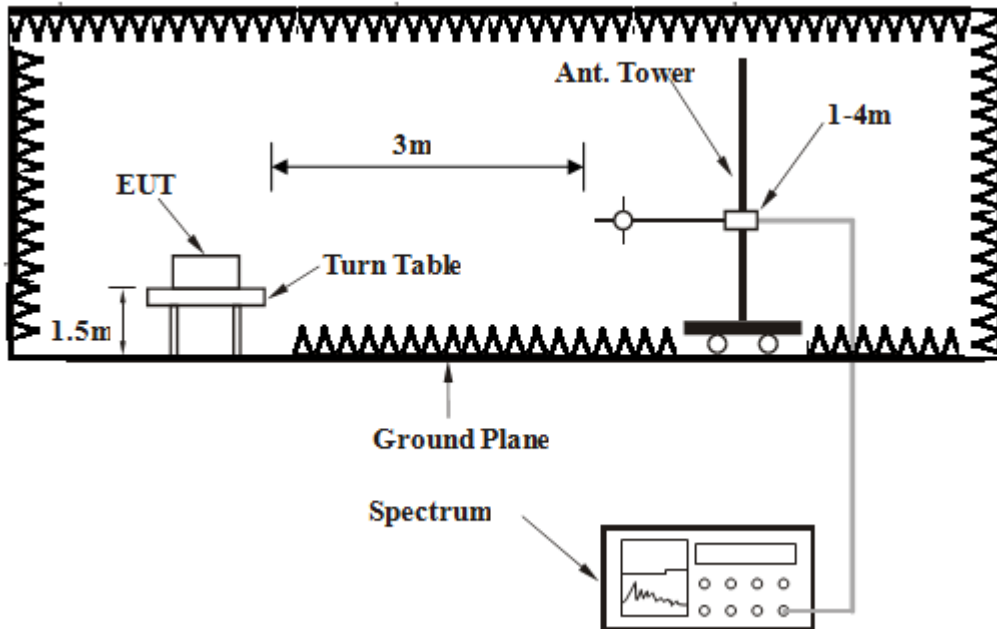 Ant. Tower
1-4m
3m
EUT
Turn Table
1.5m
Ground Plane
Spectrum